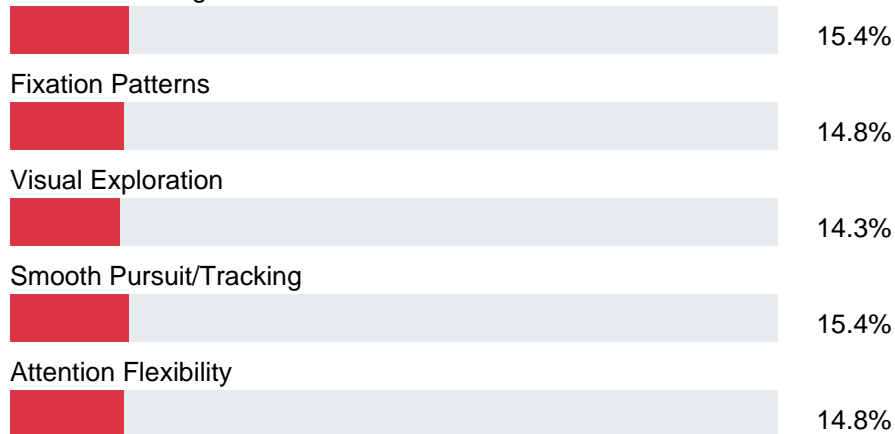 15.4%
Fixation Patterns
14.8%
Visual Exploration
14.3%
Smooth Pursuit/Tracking
15.4%
Attention Flexibility
14.8%